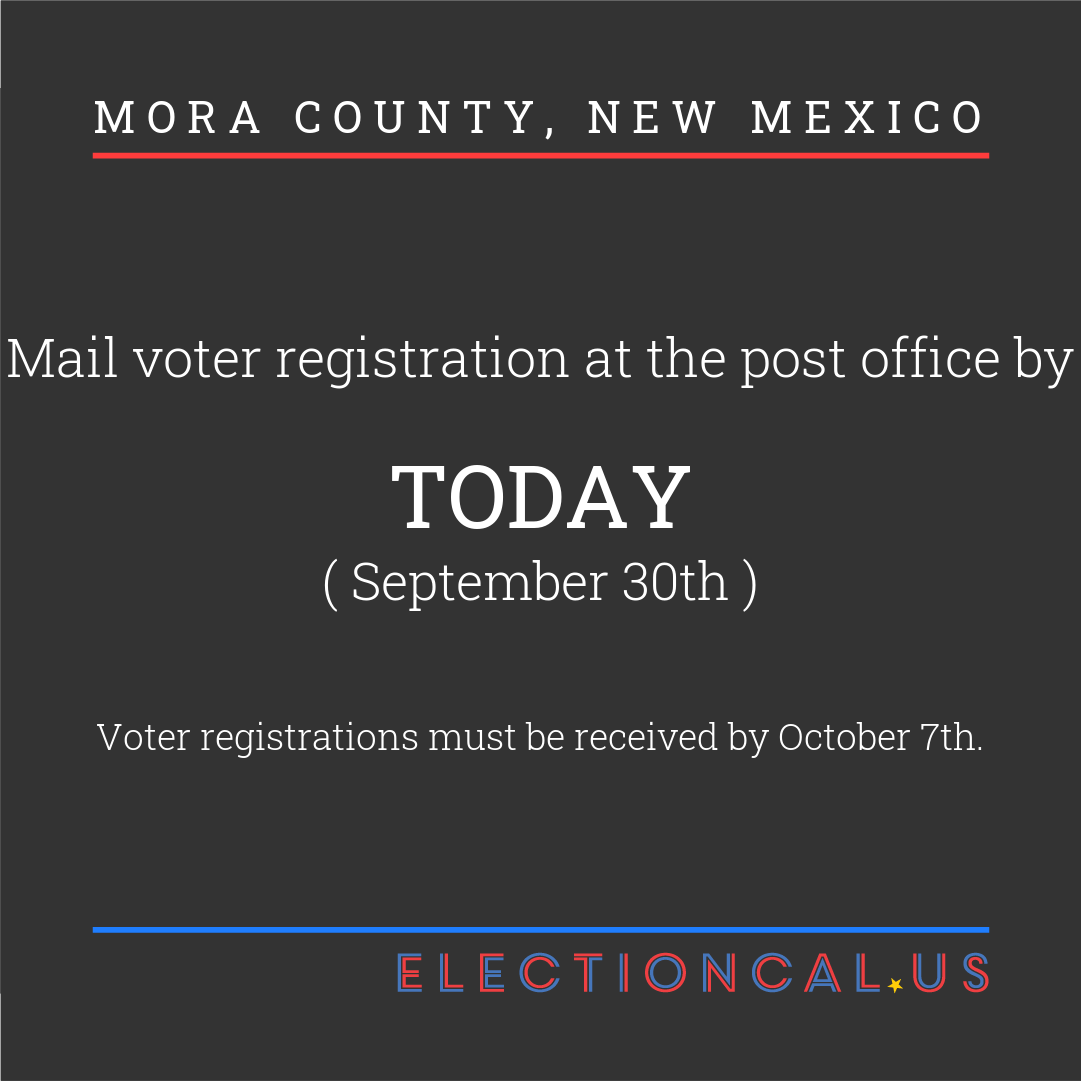 MORA COUNTY, NEW MEXICO
Mail voter registration at the post office by
TODAY
( September 30th )
Voter registrations must be received by October 7th.
ELECTIONCAL.US